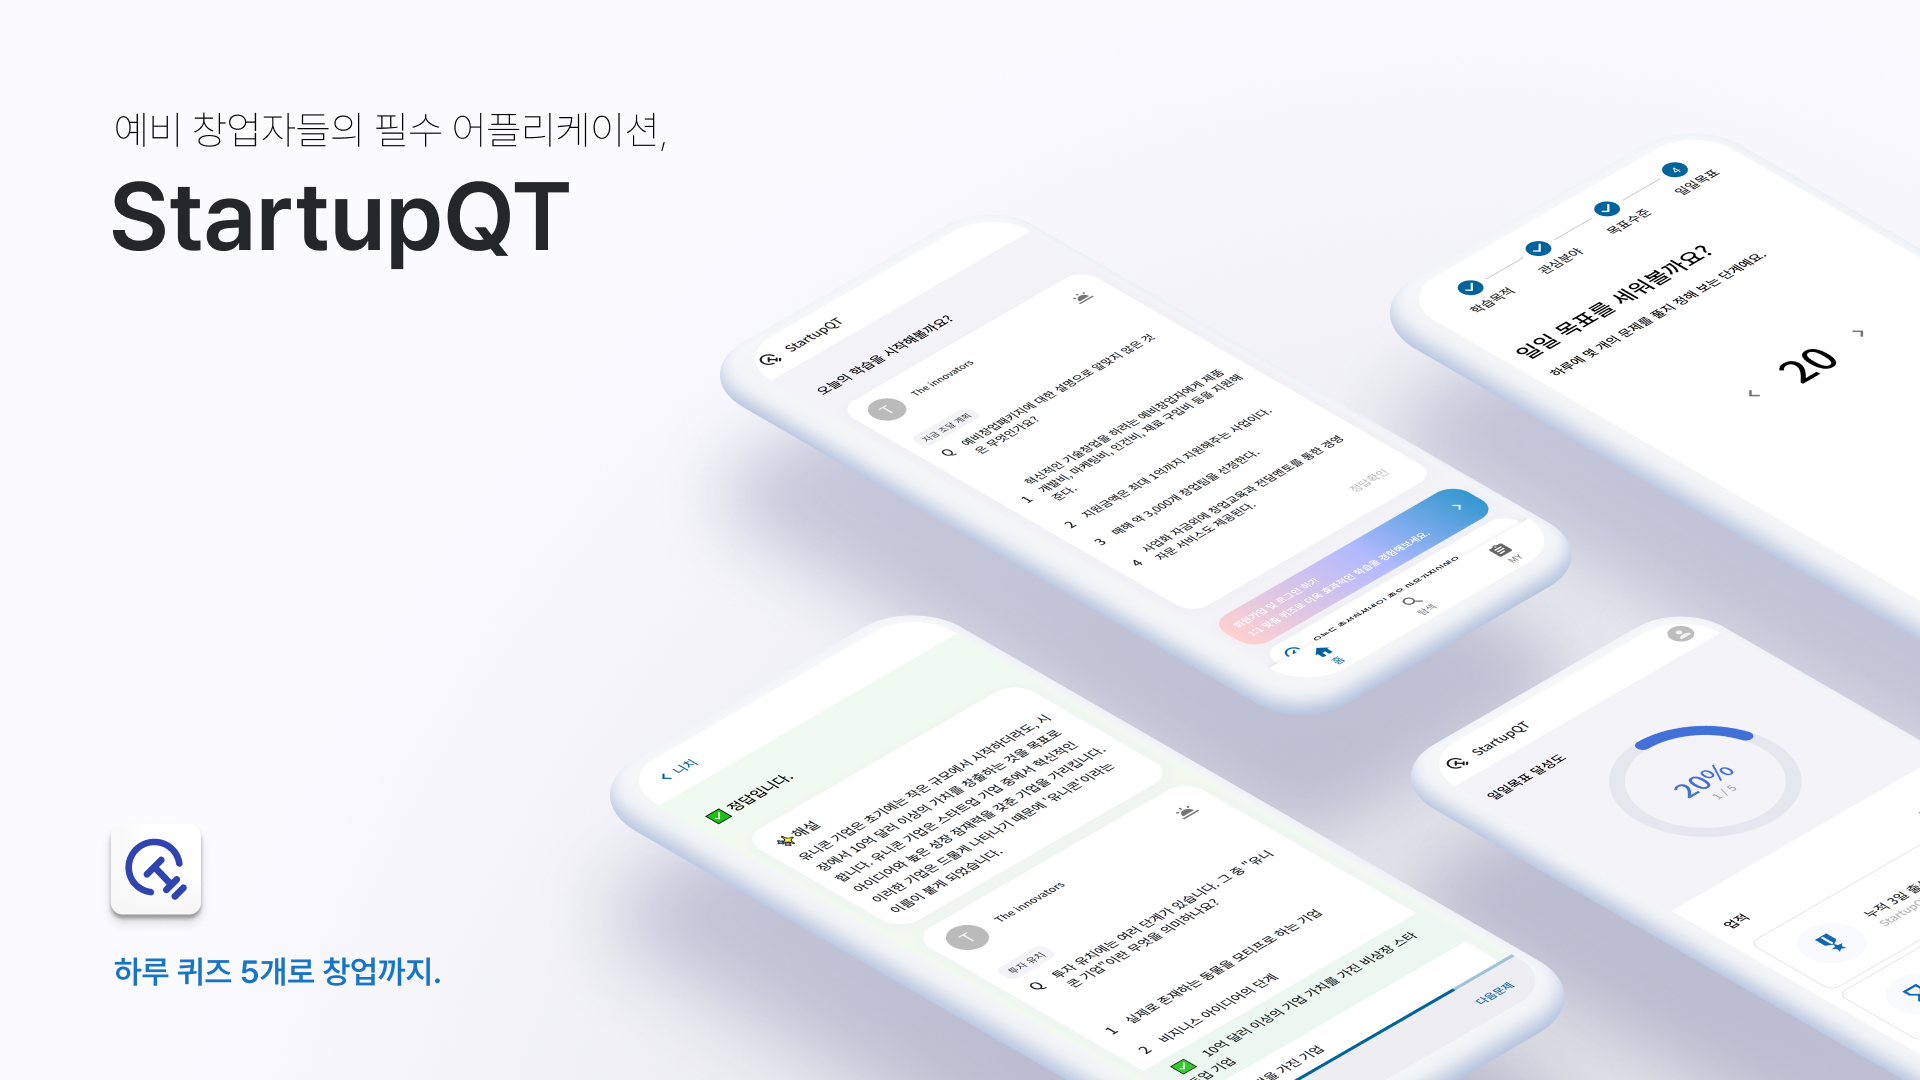 예비 창업자들의 필수 어플리케이션,
StartupQT
하루 퀴즈 5개로 창업까지.
StartupQT
오늘의 학습을 시작해볼까요?
T
The innovators
자금 조달 계획
Q 예비창업패키지에 대한 설명으로 알맞지 않은 것
은 무엇인가요?
1 혁신적인 기술창업을 하려는 예비창업자에게 제품
개발비, 마케팅비, 인건비, 재료 구입비 등을 지원해
준다.
2 지원금액은 최대 1억까지 지원해주는 사업이다.
3 매해 약 3,000개 창업팀을 선정한다.
4 사업화 자금외에 창업교육과 전담멘토를 통한 경영
자문 서비스도 제공된다.
정답확인
회원가입 및 로그인 하기
1:1 맞춤 퀴즈로 더욱 효과적인 학습을 경험해보세요.
홈
탐색
MY
학습목적
관심분야
목표수준
4
일일목표
일일 목표를 세워볼까요?
하루에 몇 개의 문제를 풀지 정해 보는 단계예요.
20
나치
정답입니다.
해설
유니콘 기업은 초기에는 작은 규모에서 시작하더라도, 시
장에서 10억 달러 이상의 가치를 창출하는 것을 목표로
합니다. 유니콘 기업은 스타트업 기업 중에서 혁신적인
아이디어와 높은 성장 잠재력을 갖춘 기업을 가리킵니다.
이러한 기업은 드물게 나타나기 때문에 '유니콘'이라는
이름이 붙게 되었습니다.
T
The innovators
투자 유치
Q 투자 유치에는 여러 단계가 있습니다. 그 중 "유니
콘 기업"이란 무엇을 의미하나요?
1 실제로 존재하는 동물을 모티프로 하는 기업
2 비지니스 아이디어의 단계
10억 달러 이상의 기업 가치를 가진 비상장 스타
트업 기업
가진 기업
다음문제
StartupQT
일일목표 달성도
20%
1 / 5
업적
누적 3일 출
StartupQ